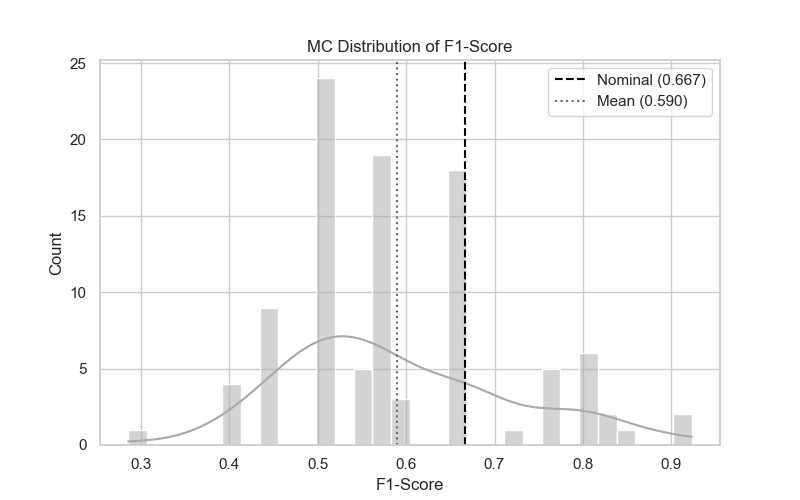 MC Distribution of F1-Score
Nominal (0.667)
Mean (0.590)
Count
25
20
15
10
5
0
0.3 0.4 0.5 0.6 0.7 0.8 0.9
F1-Score